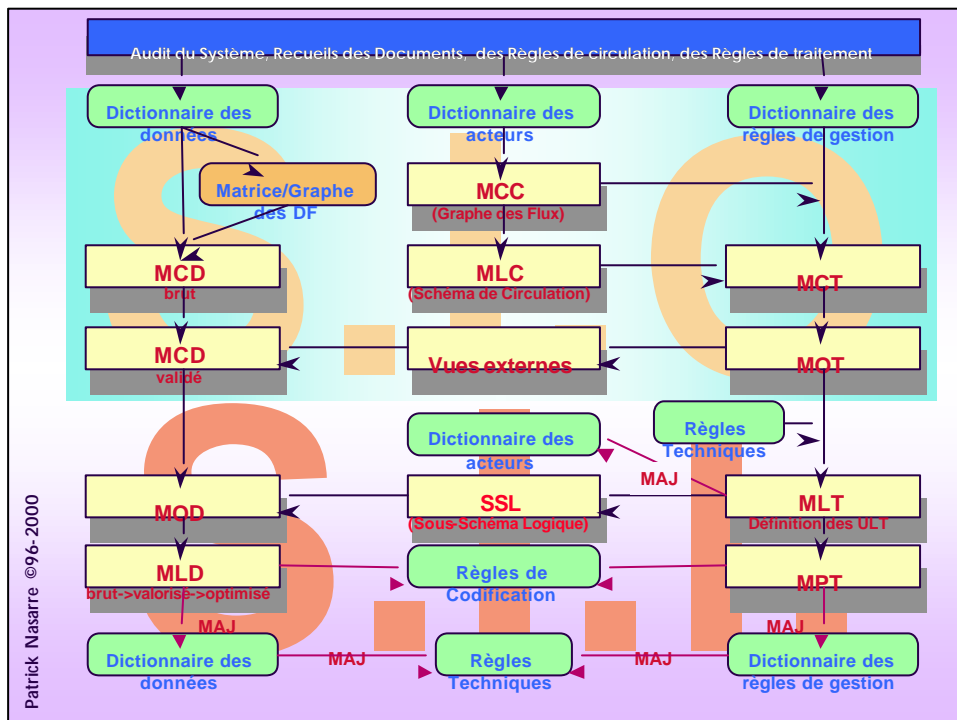 Audit du Système, Recueils des Documents, des Règles de circulation, des Règles de traitement
Dictionnaire des
données
Dictionnaire des
acteurs
Dictionnaire des
règles de gestion
Matrice/Graphe
des DF
MCC
(Graphe des Flux)
MCD
brut
MLC
(Schéma de Circulation)
MCT
MCD
validé
Vues externes
MOT
S.I.O
Dictionnaire des
acteurs
Règles
Techniques
MAJ
MOD
SSL
(Sous-Schéma Logique)
MLT
Définition des ULT
MLD
brut->valorisé->optimisé
Règles de
Codification
MPT
MAJ
MAJ
S.I.I
Dictionnaire des
données
MAJ
Règles
Techniques
MAJ
Dictionnaire des
règles de gestion
Patrick Nasarre ©96-2000